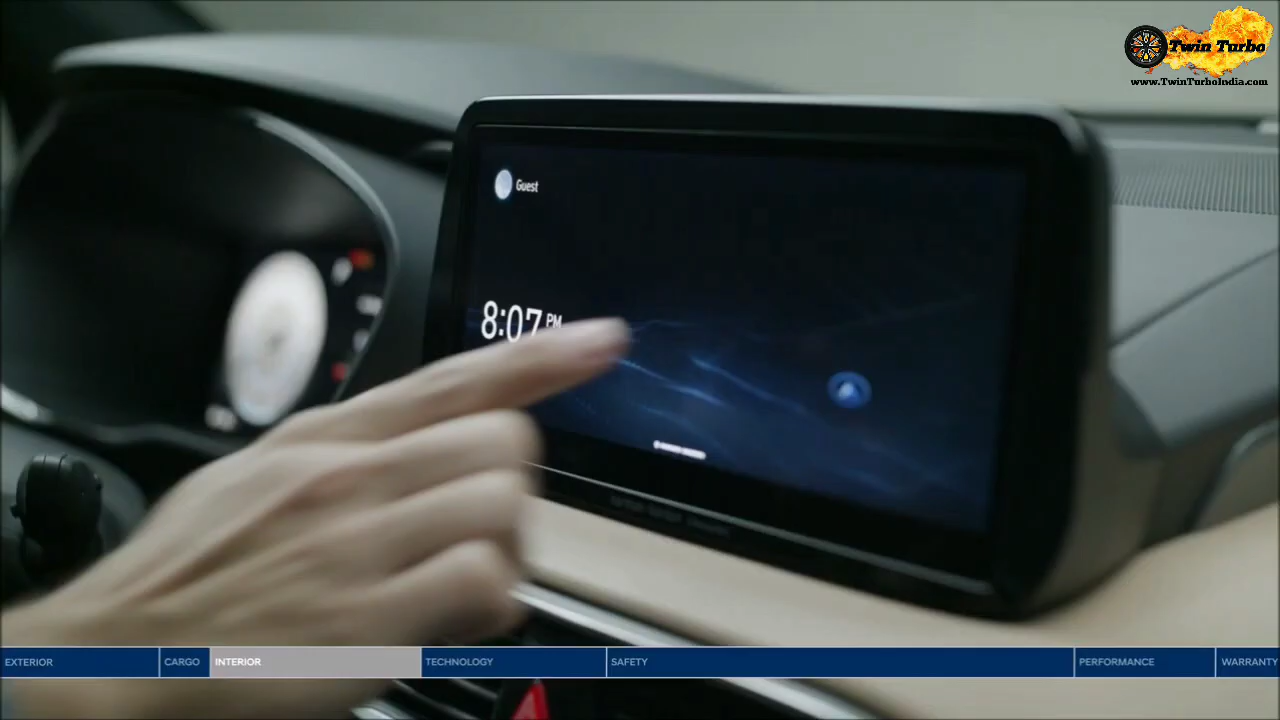 Twin Turbo
www.TwinTurboIndia.com
Guest
8:07 PM
EXTERIOR
CARGO
INTERIOR
TECHNOLOGY
SAFETY
PERFORMANCE
WARRANTY